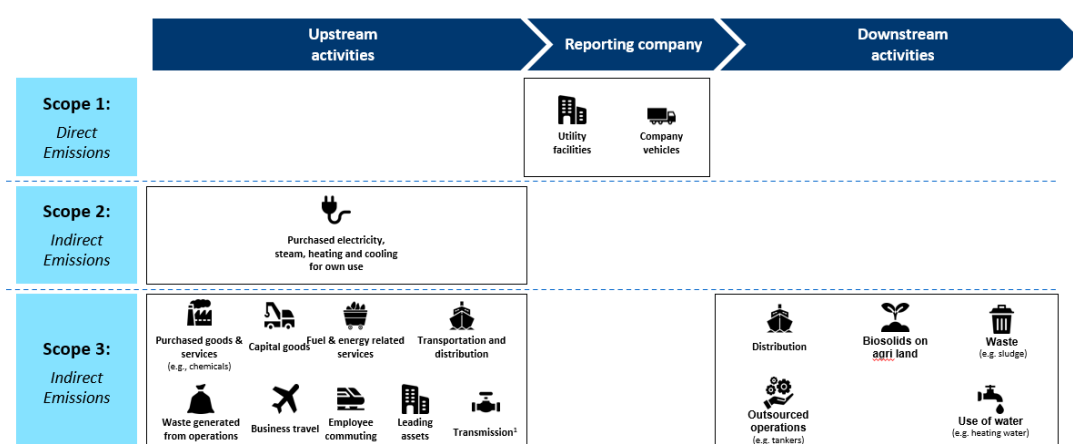 Upstream
activities
Reporting company
Downstream
activities
Scope 1:
Direct
Emissions
Utility
facilities
Company
vehicles
Scope 2:
Indirect
Emissions
Purchased electricity,
steam, heating and cooling
for own use
Scope 3:
Indirect
Emissions
Purchased goods &
services
(e.g., chemicals)
Capital goods
Fuel & energy related
services
Transportation and
distribution
Waste generated
from operations
Business travel
Employee
commuting
Leading
assets
Transmission¹
Distribution
Biosolids on
agri land
Waste
(e.g. sludge)
Outsourced
operations
(e.g. tankers)
Use of water
(e.g. heating water)